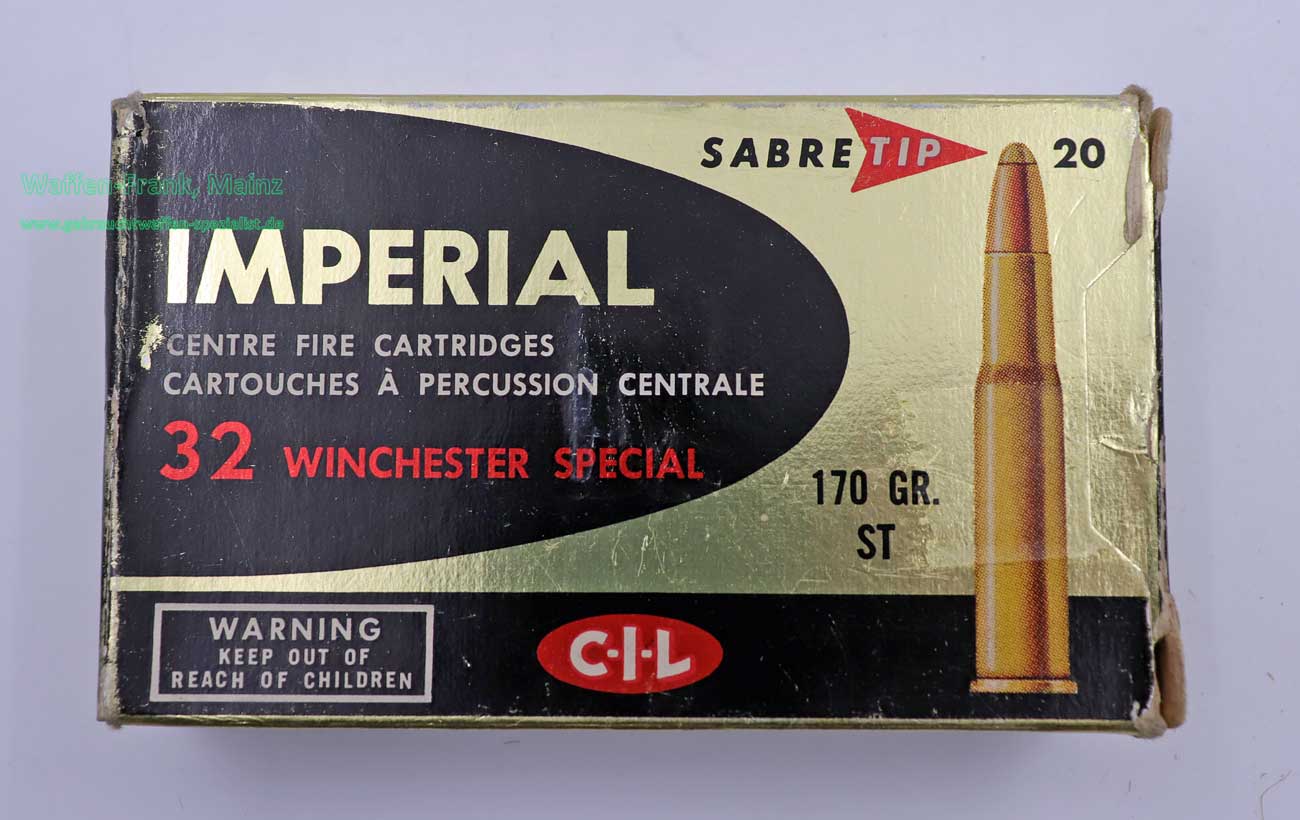 SABRE TIP
20
Waffen-Frank, Mainz
www.gebrauchtwaffen-spezialist.de
IMPERIAL
CENTRE FIRE CARTRIDGES
CARTOUCHES À PERCUSSION CENTRALE
32 WINCHESTER SPECIAL
170 GR.
ST
WARNING
KEEP OUT OF
REACH OF CHILDREN
C-I-L